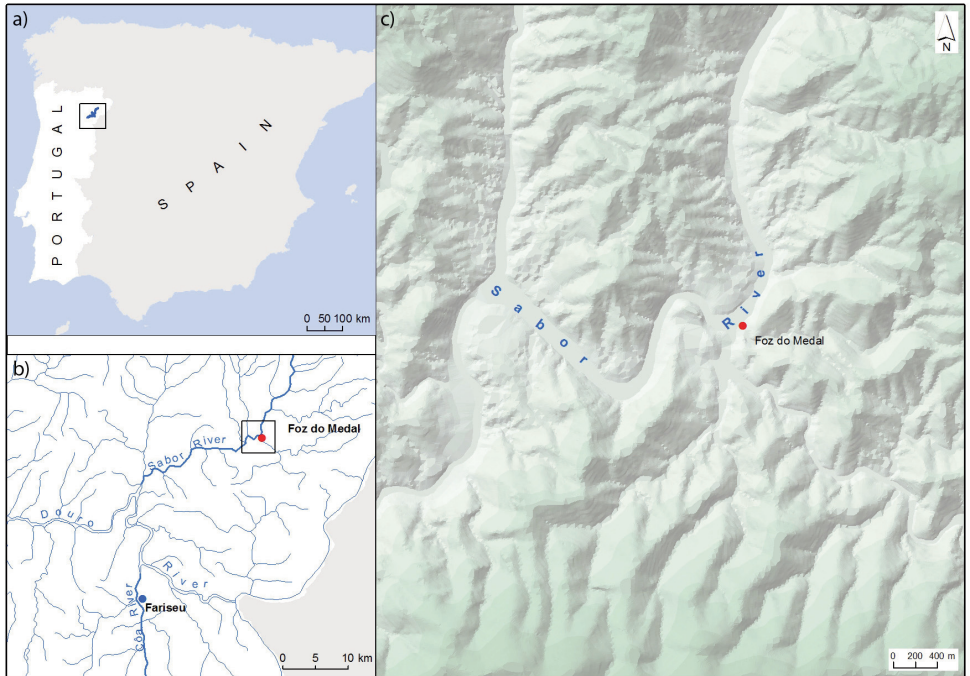 a)
PORTUGAL
SPAIN
0 50 100 km
b)
Foz do Medal
Sabor River
Douro
River
Fariseu
Côa River
0 5 10 km
c)
N
Sabor
River
Foz do Medal
0 200 400 m